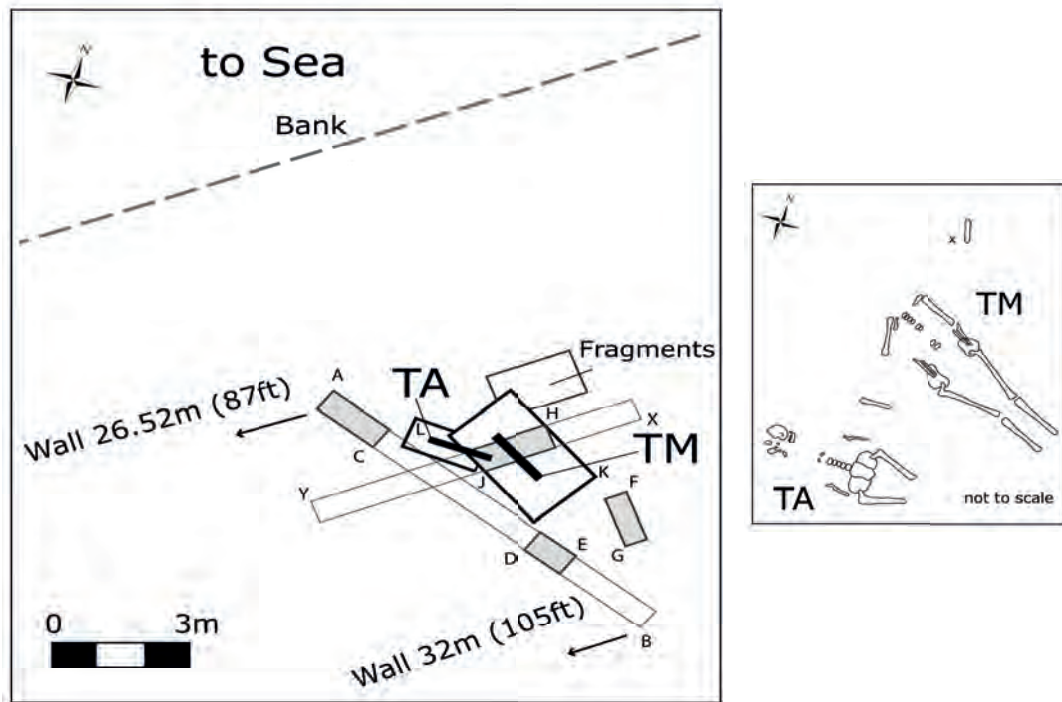 N
to Sea
Bank
Fragments
Wall 26.52m (87ft)
A
TA
L
H
X
C
TM
J
K
Y
F
D
E
G
0 3m
Wall 32m (105ft)
B
N
x
TM
TA
not to scale